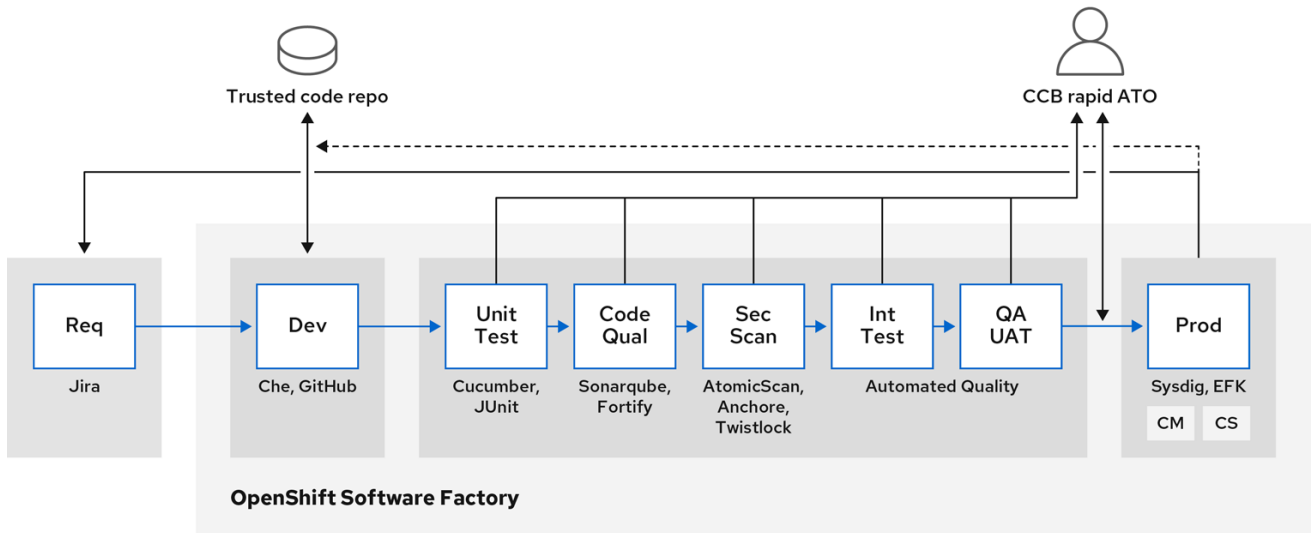 Trusted code repo
CCB rapid ATO
Req
Dev
Unit
Test
Code
Qual
Sec
Scan
Int
Test
QA
UAT
Prod
Jira
Che, GitHub
Cucumber,
JUnit
Sonarqube,
Fortify
AtomicScan,
Anchore,
Twistlock
Automated Quality
Sysdig, EFK
CM
CS
OpenShift Software Factory